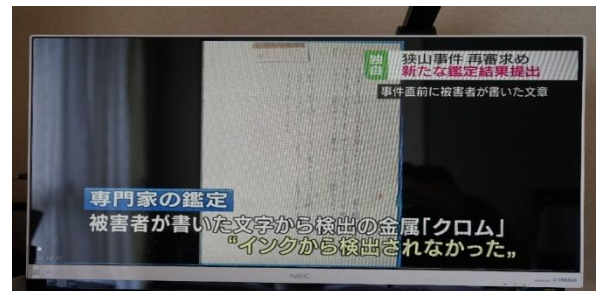 独自
狭山事件 再審求め
新たな鑑定結果提出
事件直前に被害者が書いた文章
専門家の鑑定
被害者が書いた文字から検出の金属「クロム」
“インクから検出されなかった„
NEC